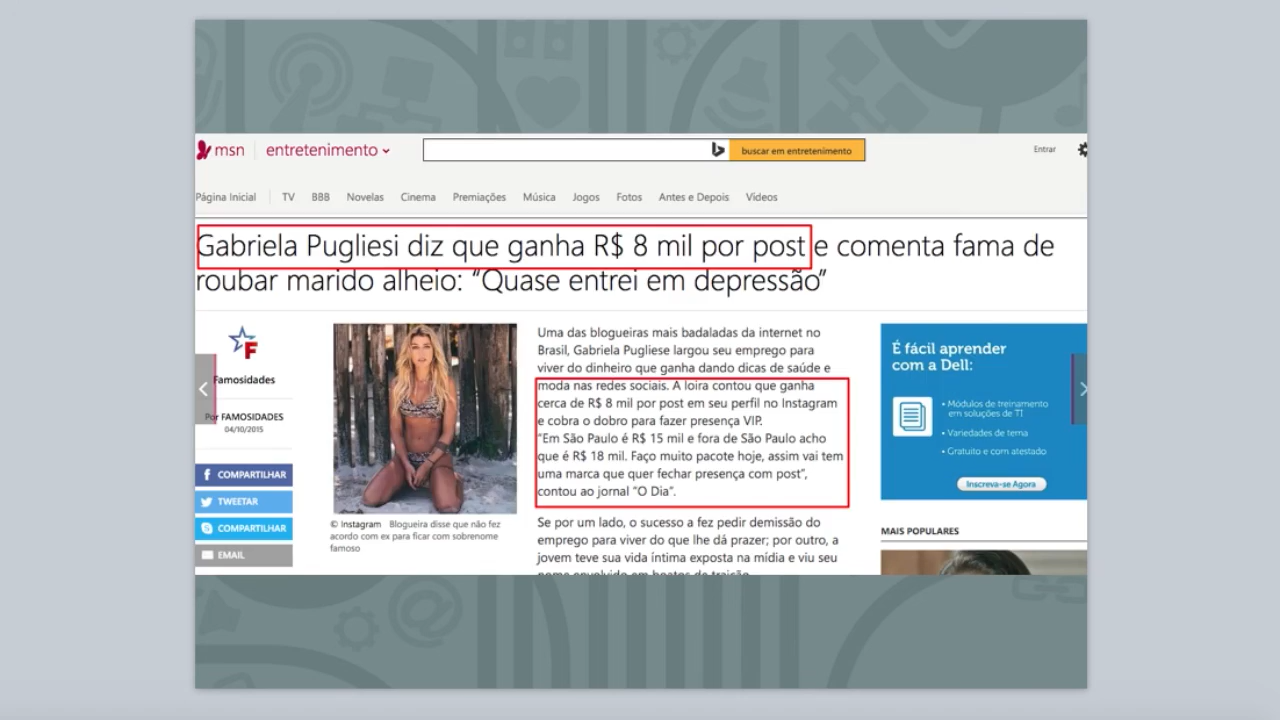 msn
entretenimento
buscar em entretenimento
Entrar
Página Inicial
TV
BBB
Novelas
Cinema
Premiações
Música
Jogos
Fotos
Antes e Depois
Vídeos
Gabriela Pugliesi diz que ganha R$ 8 mil por post e comenta fama de
roubar marido alheio: “Quase entrei em depressão”
F
Famosidades
Por FAMOSIDADES
04/10/2015
f COMPARTILHAR
TWEETAR
COMPARTILHAR
EMAIL
© Instagram Blogueira disse que não fez
acordo com ex para ficar com sobrenome
famoso
Uma das blogueiras mais badaladas da internet no
Brasil, Gabriela Pugliese largou seu emprego para
viver do dinheiro que ganha dando dicas de saúde e
moda nas redes sociais. A loira contou que ganha
cerca de R$ 8 mil por post em seu perfil no Instagram
e cobra o dobro para fazer presença VIP.
“Em São Paulo é R$ 15 mil e fora de São Paulo acho
que é R$ 18 mil. Faço muito pacote hoje, assim vai tem
uma marca que quer fechar presença com post”,
contou ao jornal “O Dia”.
Se por um lado, o sucesso a fez pedir demissão do
emprego para viver do que lhe dá prazer; por outro, a
jovem teve sua vida íntima exposta na mídia e viu seu
nome envolvido em boatos de traição.
É fácil aprender
com a Dell:
• Módulos de treinamento
em soluções de TI
• Variedades de tema
• Gratuito e com atestado
Inscreva-se Agora
MAIS POPULARES